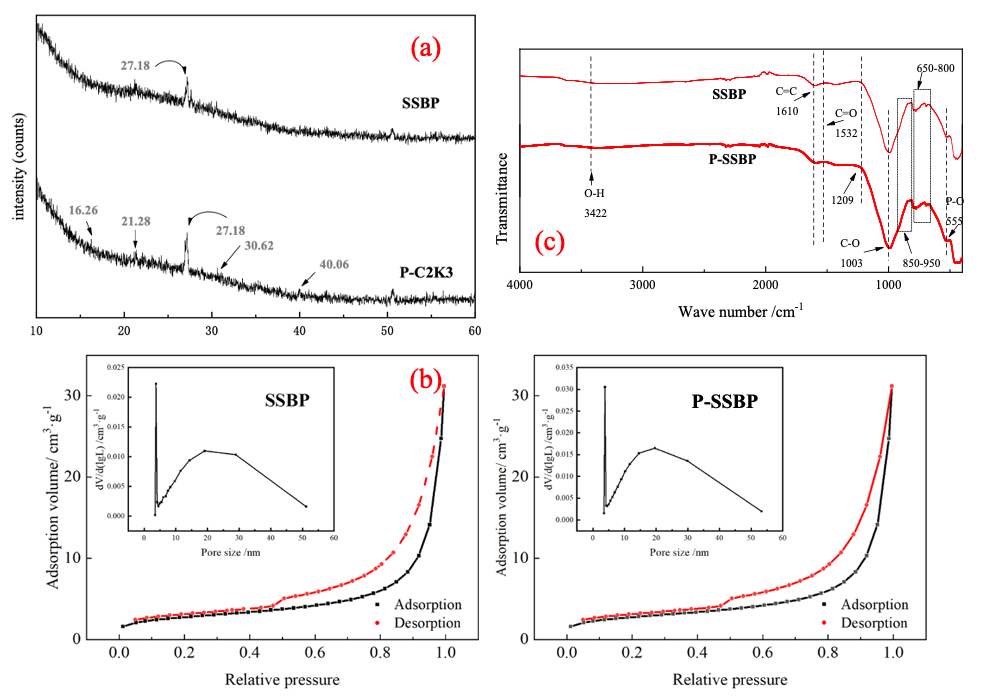 (a)
27.18
SSBP
intensity (counts)
16.26
21.28
27.18
30.62
40.06
P-C2K3
10 20 30 40 50 60
(c)
650-800
C=C
1610
SSBP
C=O
1532
P-SSBP
O-H
3422
1209
P-O
555
C-O
1003
850-950
Transmittance
4000 3000 2000 1000
Wave number /cm-1
(b)
SSBP
0.025
0.020
0.015
0.010
0.005
0.000
dV/d(lgL) /cm3·g-1
0 10 20 30 40 50 60
Pore size /nm
Adsorption volume/ cm3·g-1
30
20
10
0
Adsorption
Desorption
0.0 0.2 0.4 0.6 0.8 1.0
Relative pressure
P-SSBP
0.035
0.030
0.025
0.020
0.015
0.010
0.005
0.000
dV/d(lgL) /cm3·g-1
0 10 20 30 40 50 60
Pore size /nm
Adsorption volume/ cm3·g-1
30
20
10
0
Adsorption
Desorption
0.0 0.2 0.4 0.6 0.8 1.0
Relative pressure